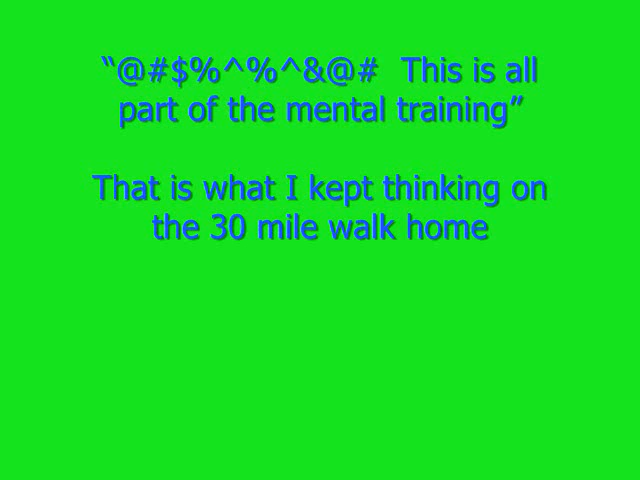 “@#$%^%^&@#  This is all
part of the mental training”
That is what I kept thinking on
the 30 mile walk home